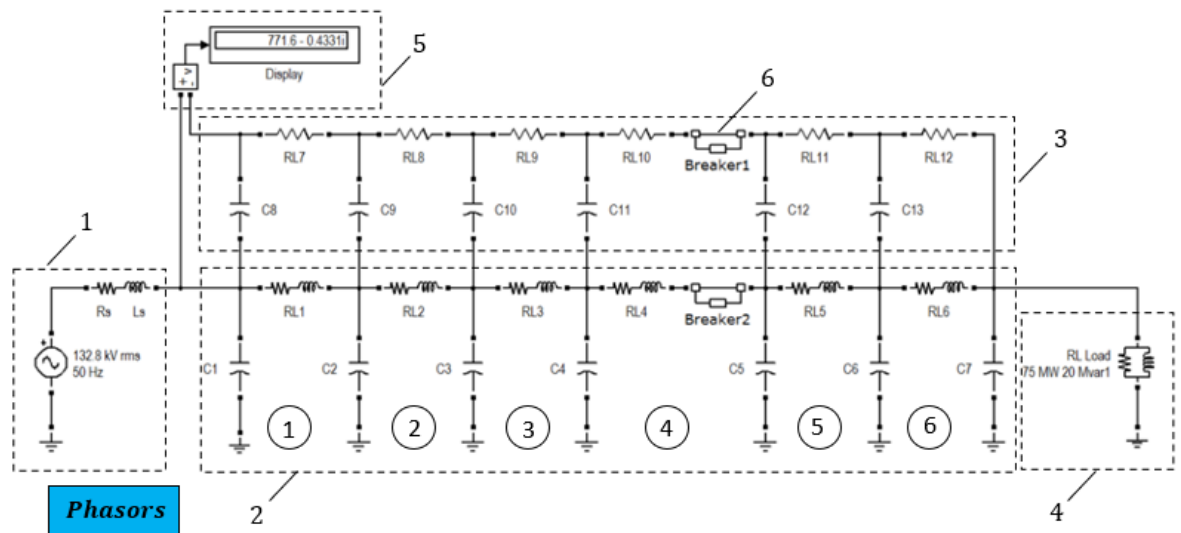 771.6 - 0.4331i
Display
5
+ v
-
6
3
RL7
RL8
RL9
RL10
Breaker1
RL11
RL12
C8
C9
C10
C11
C12
C13
1
Rs Ls
RL1
RL2
RL3
RL4
Breaker2
RL5
RL6
+
132.8 kV rms
50 Hz
C1
C2
C3
C4
C5
C6
C7
RL Load
75 MW 20 Mvar1
1
2
3
4
5
6
Phasors
2
4